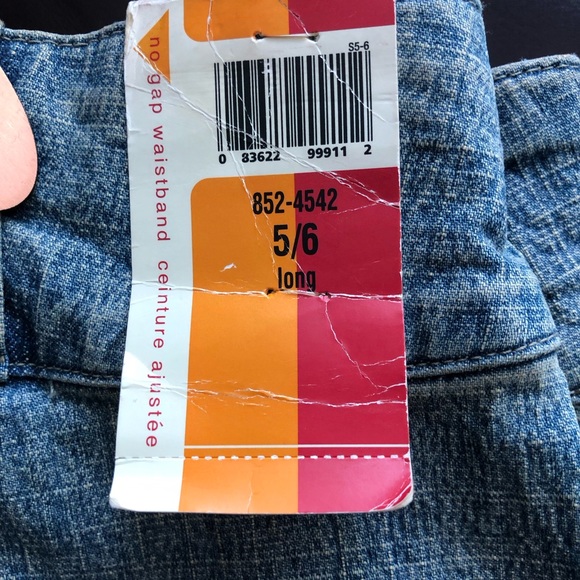 S5-6
0 83622 99911 2
852-4542
5/6
long
no gap waistband ceinture ajustée